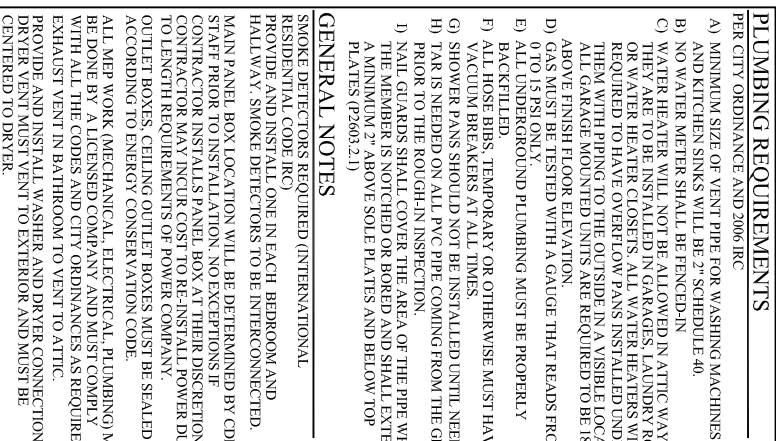 PLUMBING REQUIREMENTS
PER CITY ORDINANCE AND 2006 IRC
A) MINIMUM SIZE OF VENT PIPE FOR WASHING MACHINES
AND KITCHEN SINKS WILL BE 2" SCHEDULE 40.
B) NO WATER METER SHALL BE FENCED-IN
C) WATER HEATER WILL NOT BE ALLOWED IN ATTIC WAY
THEY ARE TO BE INSTALLED IN GARAGES, LAUNDRY
OR WATER HEATER CLOSETS. ALL WATER HEATERS
REQUIRED TO HAVE OVERFLOW PANS INSTALLED
THEM WITH PIPING TO THE OUTSIDE IN A VISIBLE
ALL GARAGE MOUNTED UNITS ARE REQUIRED TO BE
ABOVE FINISH FLOOR ELEVATION.
D) GAS MUST BE TESTED WITH A GAUGE THAT READS
0 TO 15 PSI ONLY.
E) ALL UNDERGROUND PLUMBING MUST BE PROPERLY
BACKFILLED.
F) ALL HOSE BIBS, TEMPORARY OR OTHERWISE MUST
VACUUM BREAKERS AT ALL TIMES.
G) SHOWER PANS SHOULD NOT BE INSTALLED UNTIL
H) TAR IS NEEDED ON ALL PVC PIPE COMING FROM THE
PRIOR TO THE ROUGH-IN INSPECTION.
I) NAIL GUARDS SHALL COVER THE AREA OF THE PIPE
THE MEMBER IS NOTCHED OR BORED AND SHALL
A MINIMUM 2" ABOVE SOLE PLATES AND BELOW TOP
PLATES (P2603.2.1)
GENERAL NOTES
SMOKE DETECTORS REQUIRED (INTERNATIONAL
RESIDENTIAL CODE IRC)
PROVIDE AND INSTALL ONE IN EACH BEDROOM AND
HALLWAY. SMOKE DETECTORS TO BE INTERCONNECTED.
MAIN PANEL BOX LOCATION WILL BE DETERMINED BY
STAFF PRIOR TO INSTALLATION, NO EXCEPTIONS IF
CONTRACTOR INSTALLS PANEL BOX AT THEIR DISCRETION
CONTRACTOR MAY INCUR COST TO RE-INSTALL POWER
TO LENGTH REQUIREMENTS OF POWER COMPANY.
OUTLET BOXES, CEILING OUTLET BOXES MUST BE SEALED
ACCORDING TO ENERGY CONSERVATION CODE.
ALL MEP WORK (MECHANICAL, ELECTRICAL, PLUMBING)
BE DONE BY A LICENSED COMPANY AND MUST COMPLY
WITH ALL THE CODES AND CITY ORDINANCES AS
EXHAUST VENT IN BATHROOM TO VENT TO ATTIC.
PROVIDE AND INSTALL WASHER AND DRYER CONNECTION
DRYER VENT MUST VENT TO EXTERIOR AND MUST BE
CENTERED TO DRYER.